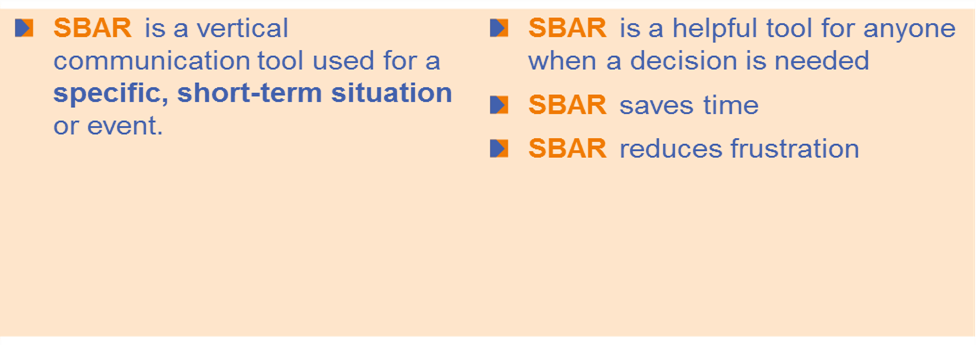 SBAR is a vertical
communication tool used for a
specific, short-term situation
or event.
SBAR is a helpful tool for anyone
when a decision is needed
SBAR saves time
SBAR reduces frustration